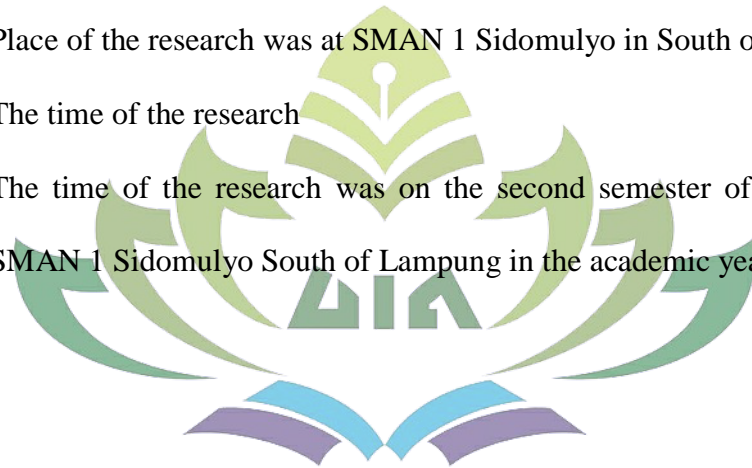 Place of the research was at SMAN 1 Sidomulyo in South o
The time of the research
The time of the research was on the second semester of
SMAN 1 Sidomulyo South of Lampung in the academic yea
UIN